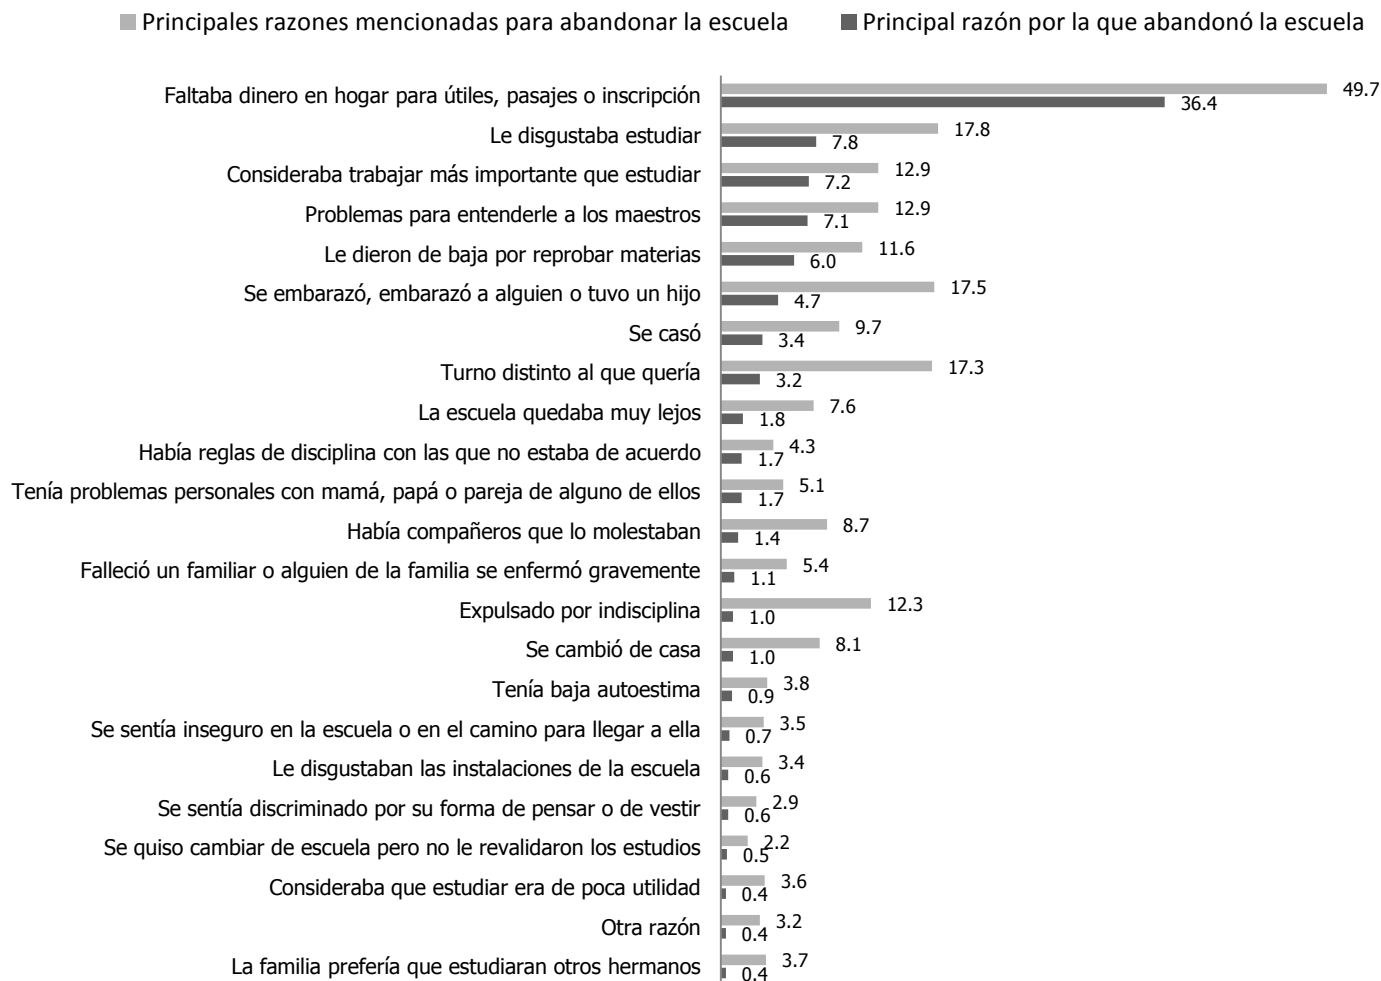 Principales razones mencionadas para abandonar la escuela Principal razón por la que abandonó la escuela
Faltaba dinero en hogar para útiles, pasajes o inscripción 49.7
36.4
Le disgustaba estudiar 17.8
7.8
Consideraba trabajar más importante que estudiar 12.9
7.2
Problemas para entenderle a los maestros 12.9
7.1
Le dieron de baja por reprobar materias 11.6
6.0
Se embarazó, embarazó a alguien o tuvo un hijo 17.5
4.7
Se casó 9.7
3.4
Turno distinto al que quería 17.3
3.2
La escuela quedaba muy lejos 7.6
1.8
Había reglas de disciplina con las que no estaba de acuerdo 4.3
1.7
Tenía problemas personales con mamá, papá o pareja de alguno de ellos 5.1
1.7
Había compañeros que lo molestaban 8.7
1.4
Falleció un familiar o alguien de la familia se enfermó gravemente 5.4
1.1
Expulsado por indisciplina 12.3
1.0
Se cambió de casa 8.1
1.0
Tenía baja autoestima 3.8
0.9
Se sentía inseguro en la escuela o en el camino para llegar a ella 3.5
0.7
Le disgustaban las instalaciones de la escuela 3.4
0.6
Se sentía discriminado por su forma de pensar o de vestir 2.9
0.6
Se quiso cambiar de escuela pero no le revalidaron los estudios 2.2
0.5
Consideraba que estudiar era de poca utilidad 3.6
0.4
Otra razón 3.2
0.4
La familia prefería que estudiaran otros hermanos 3.7
0.4